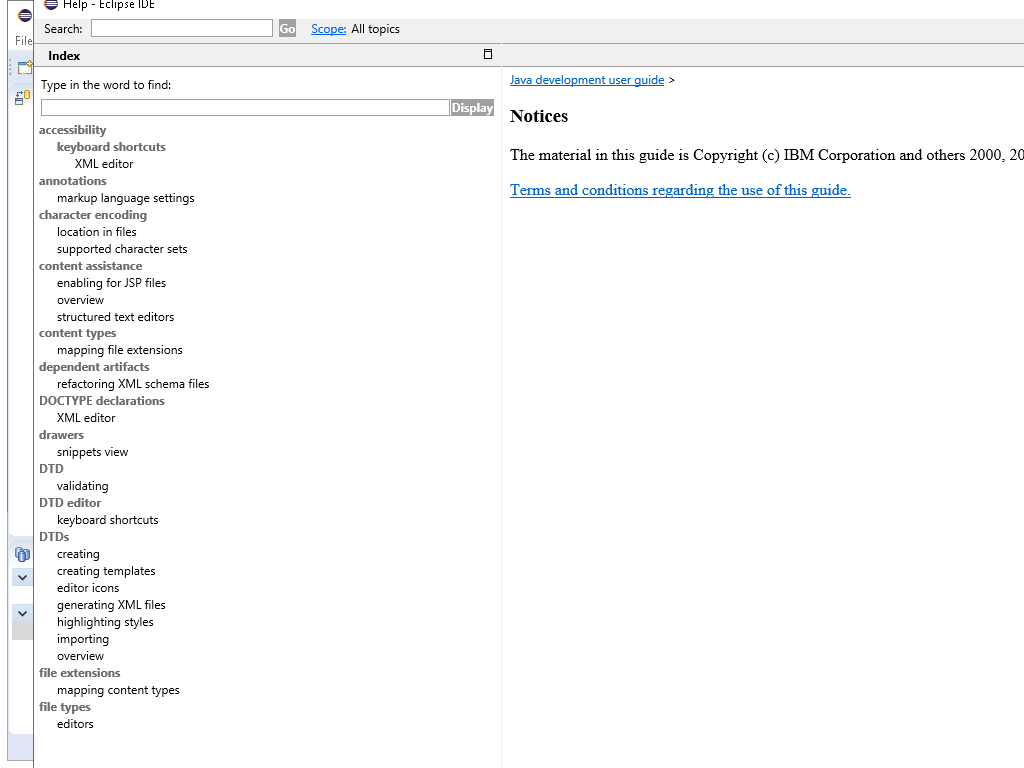 Help - Eclipse IDE
File
Search: Go Scope: All topics
Index
Type in the word to find:
Display
accessibility
keyboard shortcuts
XML editor
annotations
markup language settings
character encoding
location in files
supported character sets
content assistance
enabling for JSP files
overview
structured text editors
content types
mapping file extensions
dependent artifacts
refactoring XML schema files
DOCTYPE declarations
XML editor
drawers
snippets view
DTD
validating
DTD editor
keyboard shortcuts
DTDs
creating
creating templates
editor icons
generating XML files
highlighting styles
importing
overview
file extensions
mapping content types
file types
editors
Java development user guide >
Notices
The material in this guide is Copyright (c) IBM Corporation and others 2000, 20
Terms and conditions regarding the use of this guide.